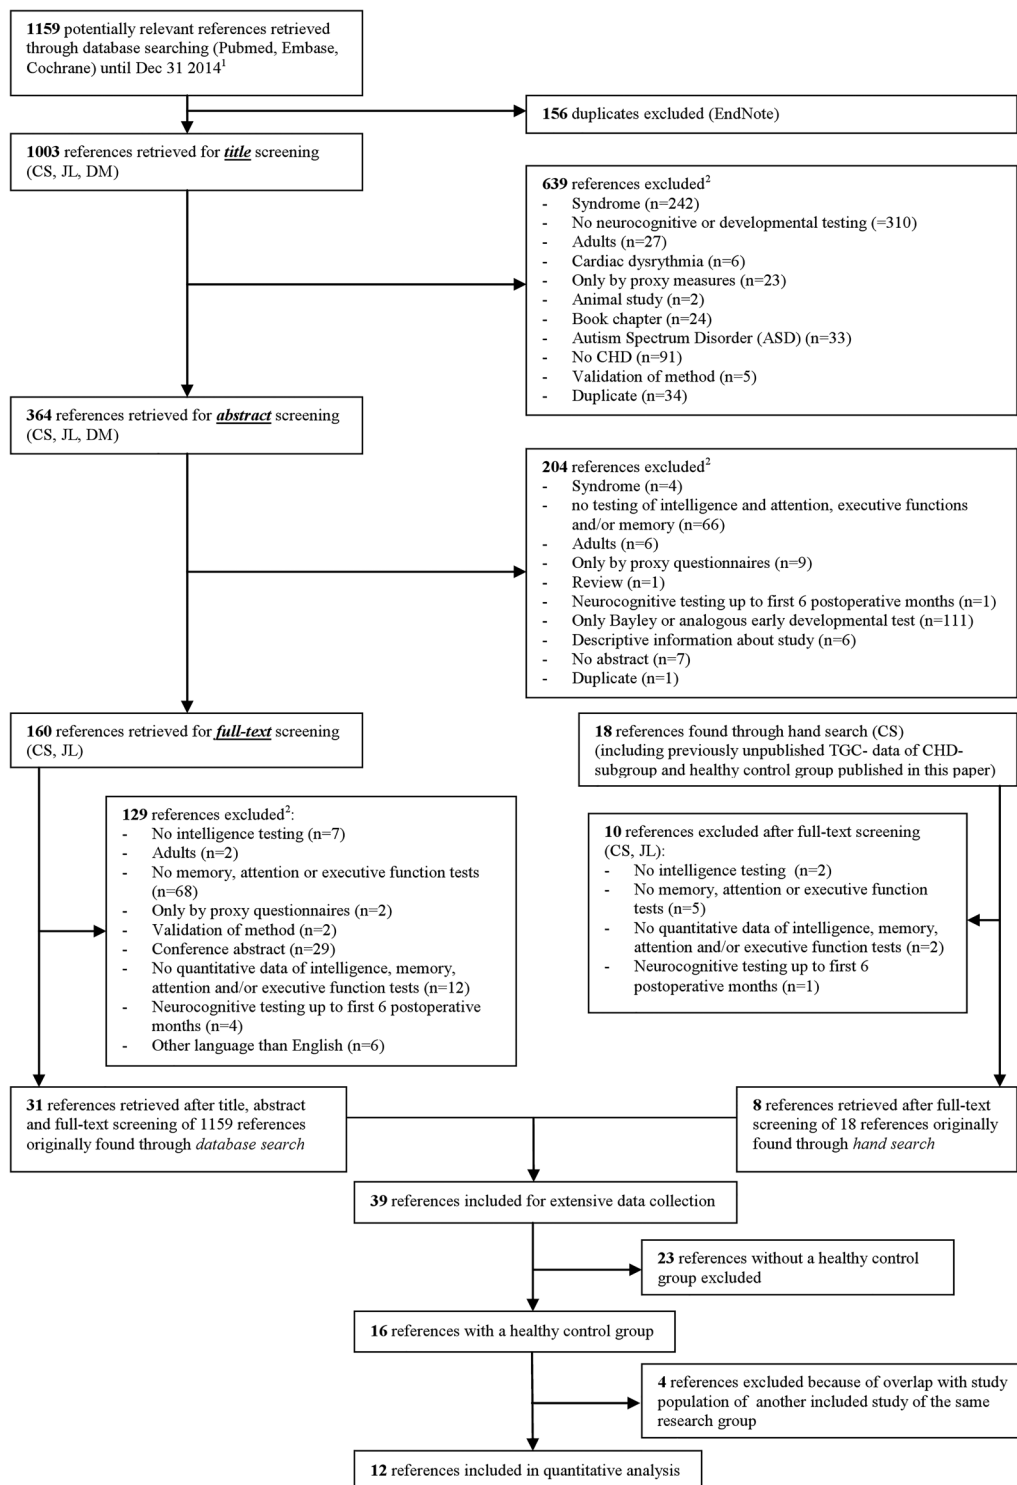 1159 potentially relevant references retrieved
through database searching (Pubmed, Embase,
Cochrane) until Dec 31 2014¹
156 duplicates excluded (EndNote)
1003 references retrieved for title screening
(CS, JL, DM)
639 references excluded²
- Syndrome (n=242)
- No neurocognitive or developmental testing (=310)
- Adults (n=27)
- Cardiac dysrythmia (n=6)
- Only by proxy measures (n=23)
- Animal study (n=2)
- Book chapter (n=24)
- Autism Spectrum Disorder (ASD) (n=33)
- No CHD (n=91)
- Validation of method (n=5)
- Duplicate (n=34)
364 references retrieved for abstract screening
(CS, JL, DM)
204 references excluded²
- Syndrome (n=4)
- no testing of intelligence and attention, executive functions
and/or memory (n=66)
- Adults (n=6)
- Only by proxy questionnaires (n=9)
- Review (n=1)
- Neurocognitive testing up to first 6 postoperative months (n=1)
- Only Bayley or analogous early developmental test (n=111)
- Descriptive information about study (n=6)
- No abstract (n=7)
- Duplicate (n=1)
160 references retrieved for full-text screening
(CS, JL)
18 references found through hand search (CS)
(including previously unpublished TGC- data of CHD-
subgroup and healthy control group published in this paper)
129 references excluded²:
- No intelligence testing (n=7)
- Adults (n=2)
- No memory, attention or executive function tests
(n=68)
- Only by proxy questionnaires (n=2)
- Validation of method (n=2)
- Conference abstract (n=29)
- No quantitative data of intelligence, memory,
attention and/or executive function tests (n=12)
- Neurocognitive testing up to first 6 postoperative
months (n=4)
- Other language than English (n=6)
10 references excluded after full-text screening
(CS, JL):
- No intelligence testing (n=2)
- No memory, attention or executive function
tests (n=5)
- No quantitative data of intelligence, memory,
attention and/or executive function tests (n=2)
- Neurocognitive testing up to first 6
postoperative months (n=1)
31 references retrieved after title, abstract
and full-text screening of 1159 references
originally found through database search
8 references retrieved after full-text
screening of 18 references originally
found through hand search
39 references included for extensive data collection
23 references without a healthy control
group excluded
16 references with a healthy control group
4 references excluded because of overlap with study
population of another included study of the same
research group
12 references included in quantitative analysis